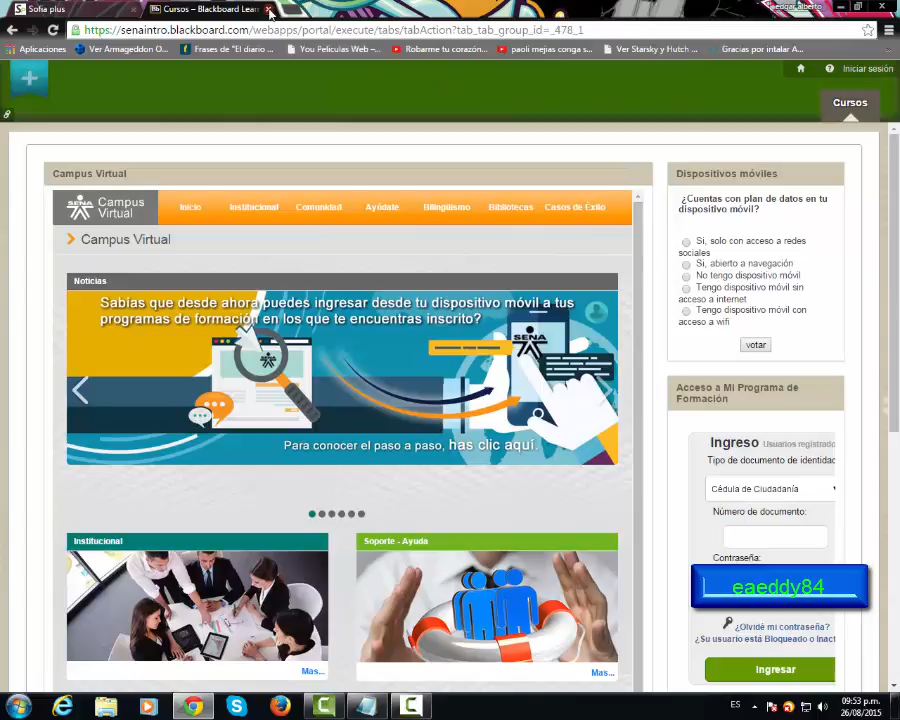 Sofia plus
Cursos – Blackboard Lear
edgar alberto
https://senaintro.blackboard.com/webapps/portal/execute/tabs/tabAction?tab_tab_group_id=_478_1
Aplicaciones
Ver Armageddon O...
Frases de "El diario ...
You Peliculas Web –...
Robarme tu corazón...
paoli mejias conga s...
Ver Starsky y Hutch ...
Gracias por intalar A...
Iniciar sesión
Cursos
Campus Virtual
SENA
Campus
Virtual
Inicio
Institucional
Comunidad
Ayúdate
Bilingüismo
Bibliotecas
Casos de Exito
Campus Virtual
Noticias
Sabías que desde ahora puedes ingresar desde tu dispositivo móvil a tus
programas de formación en los que te encuentras inscrito?
SENA
Para conocer el paso a paso, has clic aquí.
Institucional
Mas...
Soporte - Ayuda
Mas...
Dispositivos móviles
¿Cuentas con plan de datos en tu
dispositivo móvil?
Si, solo con acceso a redes
sociales
Si, abierto a navegación
No tengo dispositivo móvil
Tengo dispositivo móvil sin
acceso a internet
Tengo dispositivo móvil con
acceso a wifi
votar
Acceso a Mi Programa de
Formación
Ingreso Usuarios registrado
Tipo de documento de identidad
Cédula de Ciudadanía
Número de documento:
Contraseña:
eaeddy84
¿Olvidé mi contraseña?
¿Su usuario está Bloqueado o Inact
Ingresar
ES
09:53 p.m.
26/08/2015